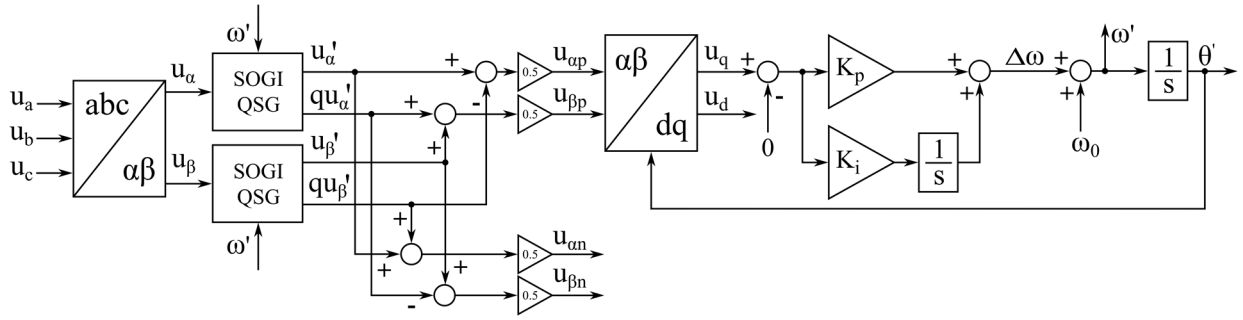 u_a
u_b
u_c
abc
αβ
u_α
u_β
ω'
SOGI
QSG
SOGI
QSG
ω'
u_α'
qu_α'
u_β'
qu_β'
+
-
+
+
+
+
+
-
0.5
0.5
0.5
0.5
u_αp
u_βp
u_αn
u_βn
αβ
dq
u_q
u_d
+
-
0
K_p
K_i
1
s
+
+
Δω
+
+
ω_0
ω'
1
s
θ'